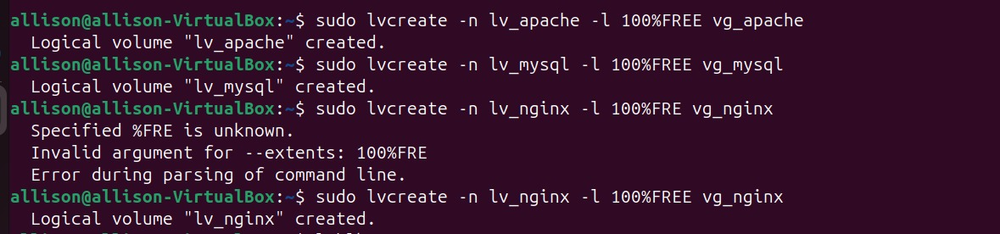 allison@allison-VirtualBox:~$ sudo lvcreate -n lv_apache -l 100%FREE vg_apache
  Logical volume "lv_apache" created.
allison@allison-VirtualBox:~$ sudo lvcreate -n lv_mysql -l 100%FREE vg_mysql
  Logical volume "lv_mysql" created.
allison@allison-VirtualBox:~$ sudo lvcreate -n lv_nginx -l 100%FRE vg_nginx
  Specified %FRE is unknown.
  Invalid argument for --extents: 100%FRE
  Error during parsing of command line.
allison@allison-VirtualBox:~$ sudo lvcreate -n lv_nginx -l 100%FREE vg_nginx
  Logical volume "lv_nginx" created.